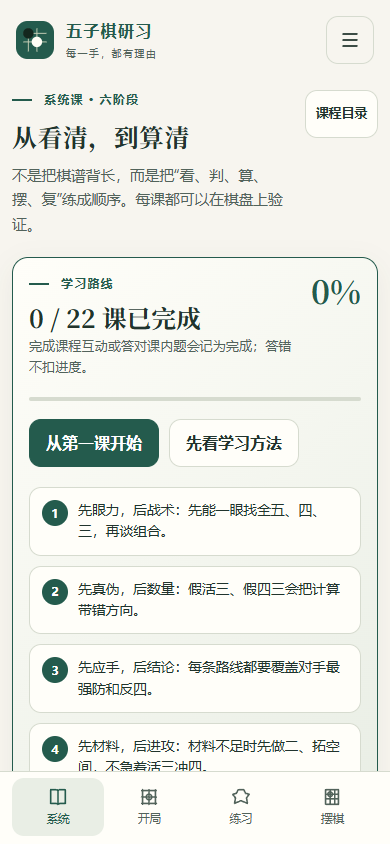 五子棋研习
每一手，都有理由
系统课 · 六阶段
课程目录
从看清，到算清
不是把棋谱背长，而是把“看、判、算、
摆、复”练成顺序。每课都可以在棋盘上验
证。
学习路线
0%
0 / 22 课已完成
完成课程互动或答对课内题会记为完成；答错
不扣进度。
从第一课开始
先看学习方法
1 先眼力，后战术：先能一眼找全五、四、
三，再谈组合。
2 先真伪，后数量：假活三、假四三会把计算
带错方向。
3 先应手，后结论：每条路线都要覆盖对手最
强防和反四。
4 先材料，后进攻：材料不足时先做二、拓空
间，不急着活三冲四。
系统
开局
练习
摆棋